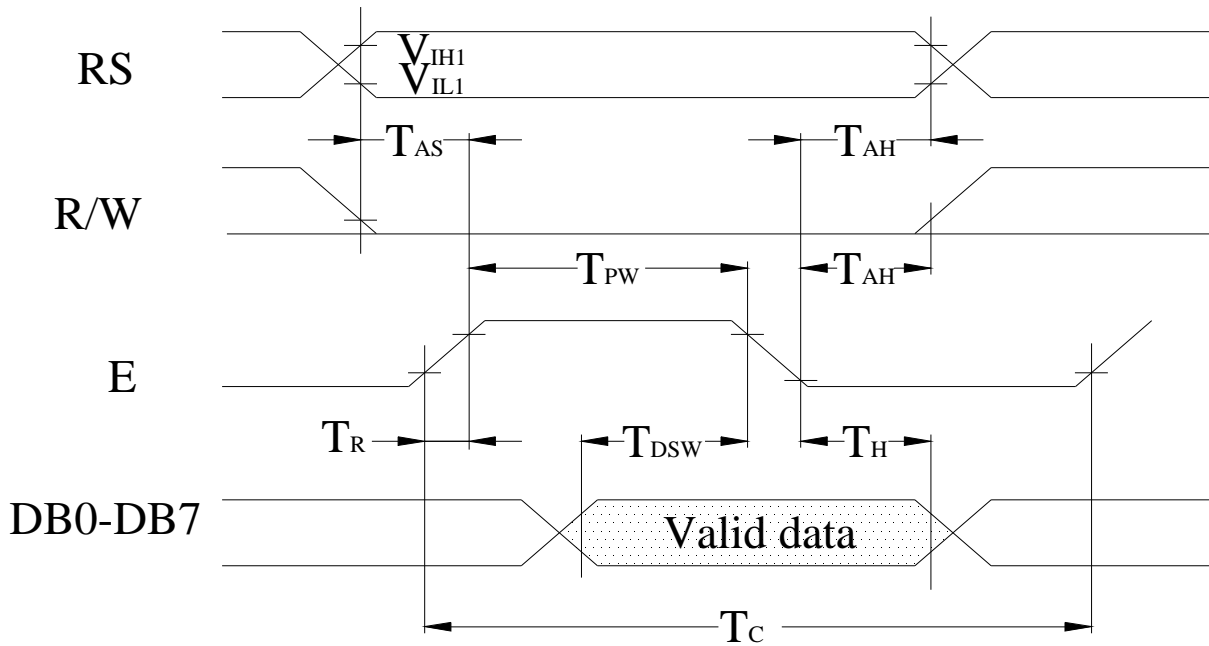 RS
VIH1
VIL1
TAS
TAH
R/W
TPW
TAH
E
TR
TDSW
TH
DB0-DB7
Valid data
TC